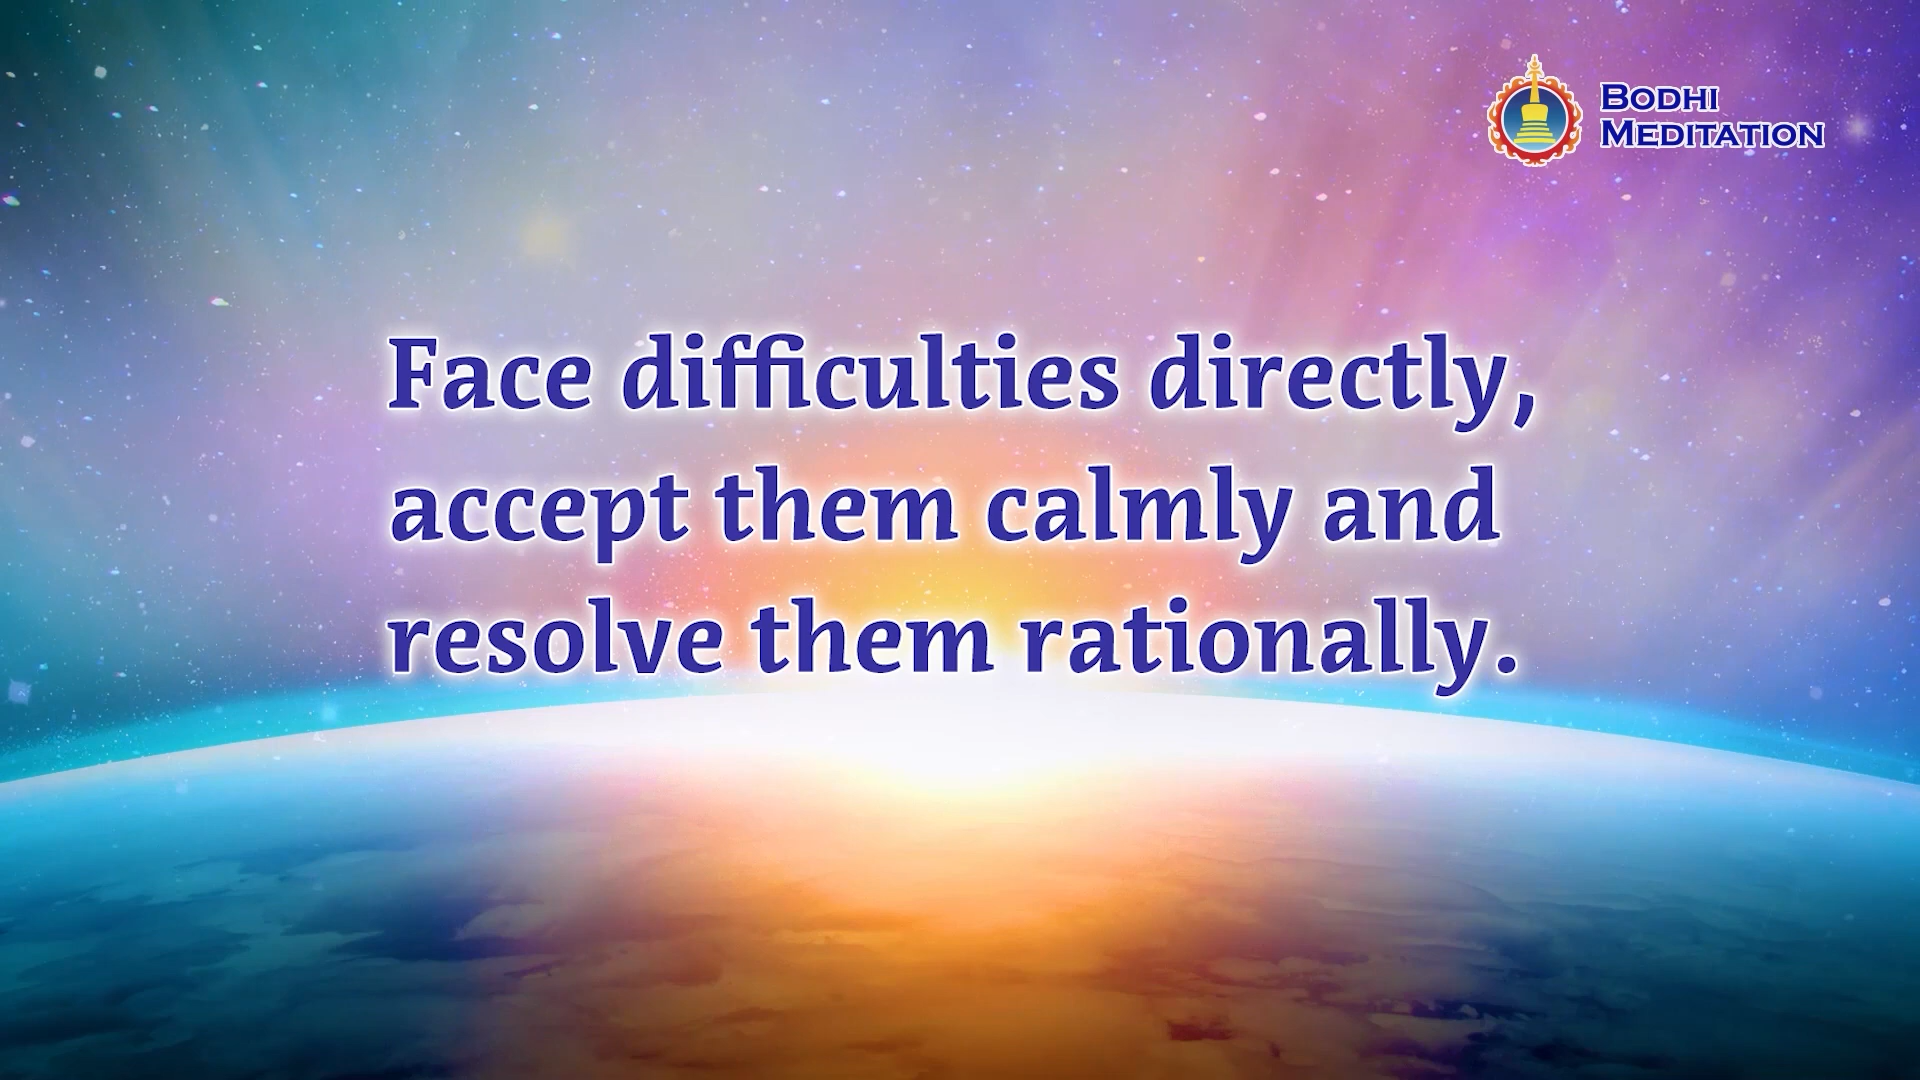 BODHI
MEDITATION
Face difficulties directly,
accept them calmly and
resolve them rationally.